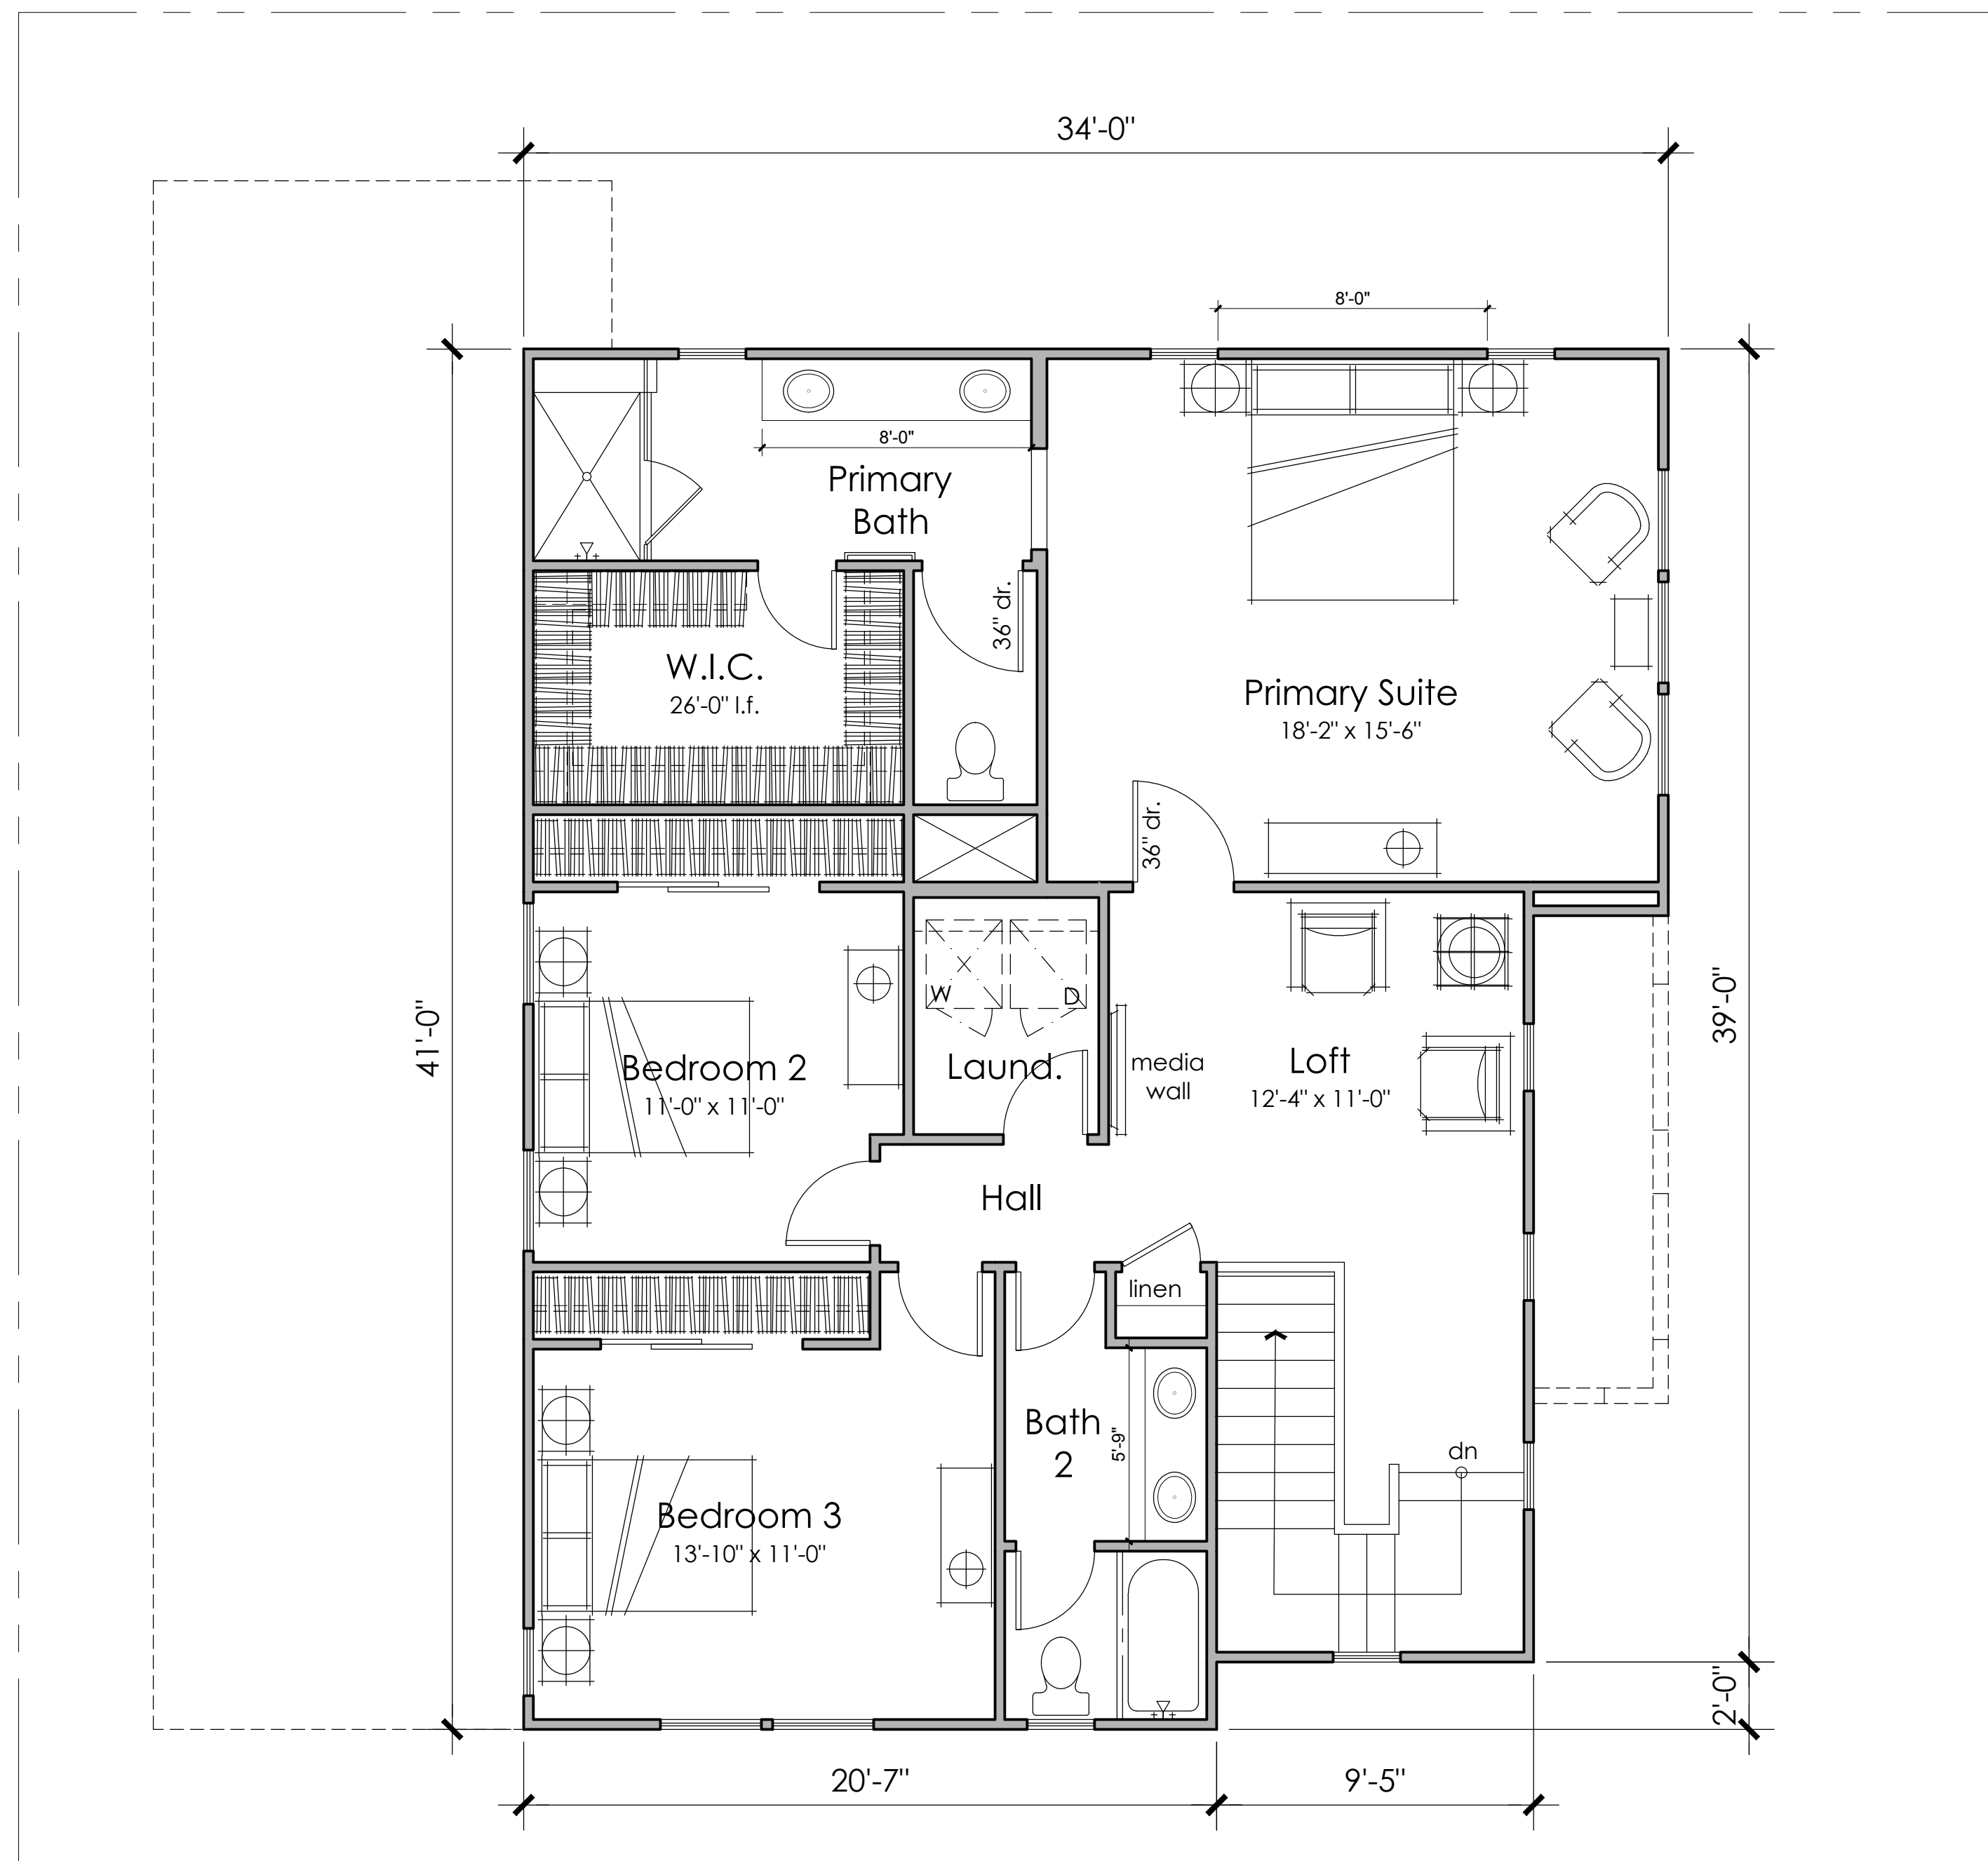 34'-0"
8'-0"
8'-0"
Primary
Bath
36" dr.
W.I.C.
26'-0" l.f.
Primary Suite
18'-2" x 15'-6"
36" dr.
41'-0"
39'-0"
W
D
Bedroom 2
11'-0" x 11'-0"
Laund.
media
wall
Loft
12'-4" x 11'-0"
Hall
linen
Bath
2
5'-9"
dn
Bedroom 3
13'-10" x 11'-0"
2'-0"
20'-7"
9'-5"